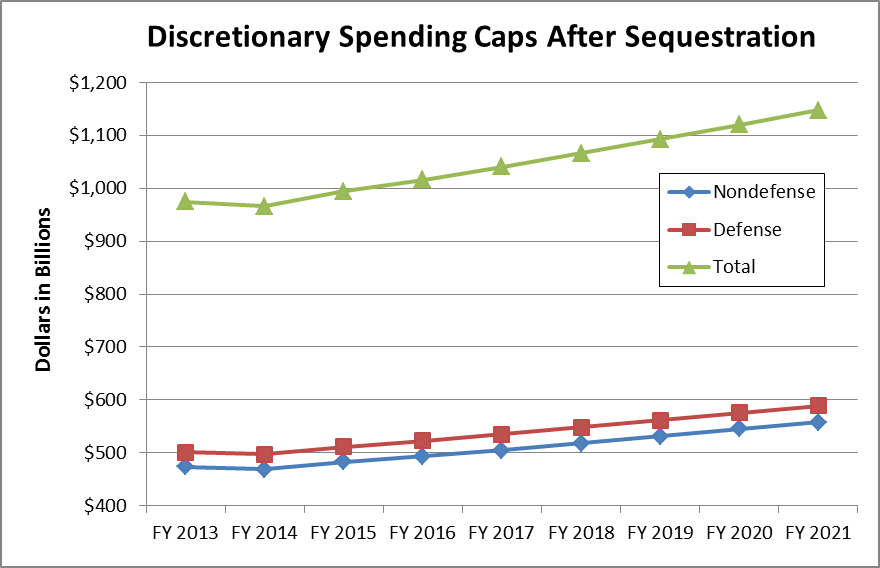 Discretionary Spending Caps After Sequestration
$1,200
$1,100
$1,000
$900
$800
$700
$600
$500
$400
Dollars in Billions
Nondefense
Defense
Total
FY 2013 FY 2014 FY 2015 FY 2016 FY 2017 FY 2018 FY 2019 FY 2020 FY 2021